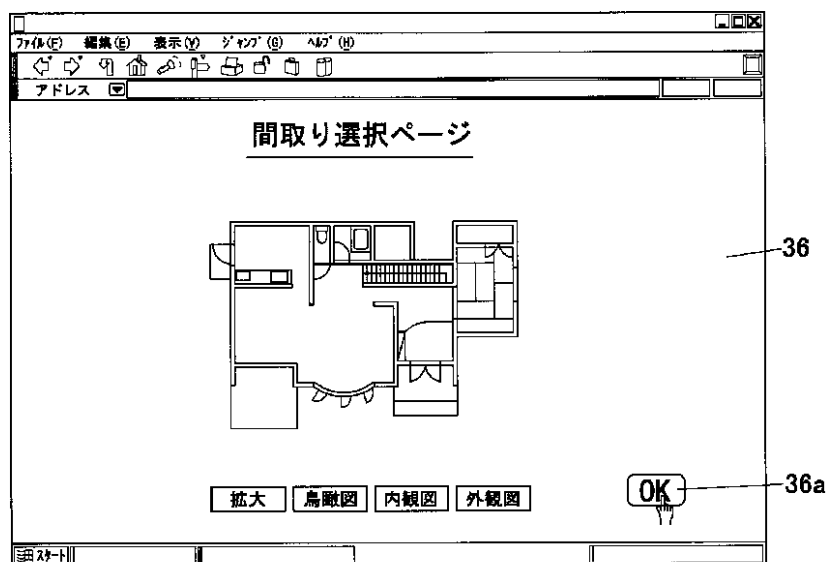 ﾌｧｲﾙ(F) 編集(E) 表示(V) ｼﾞｬﾝﾌﾟ(G) ﾍﾙﾌﾟ(H)
アドレス
間取り選択ページ
36
拡大 鳥瞰図 内観図 外観図
OK
36a
ｽﾀｰﾄ